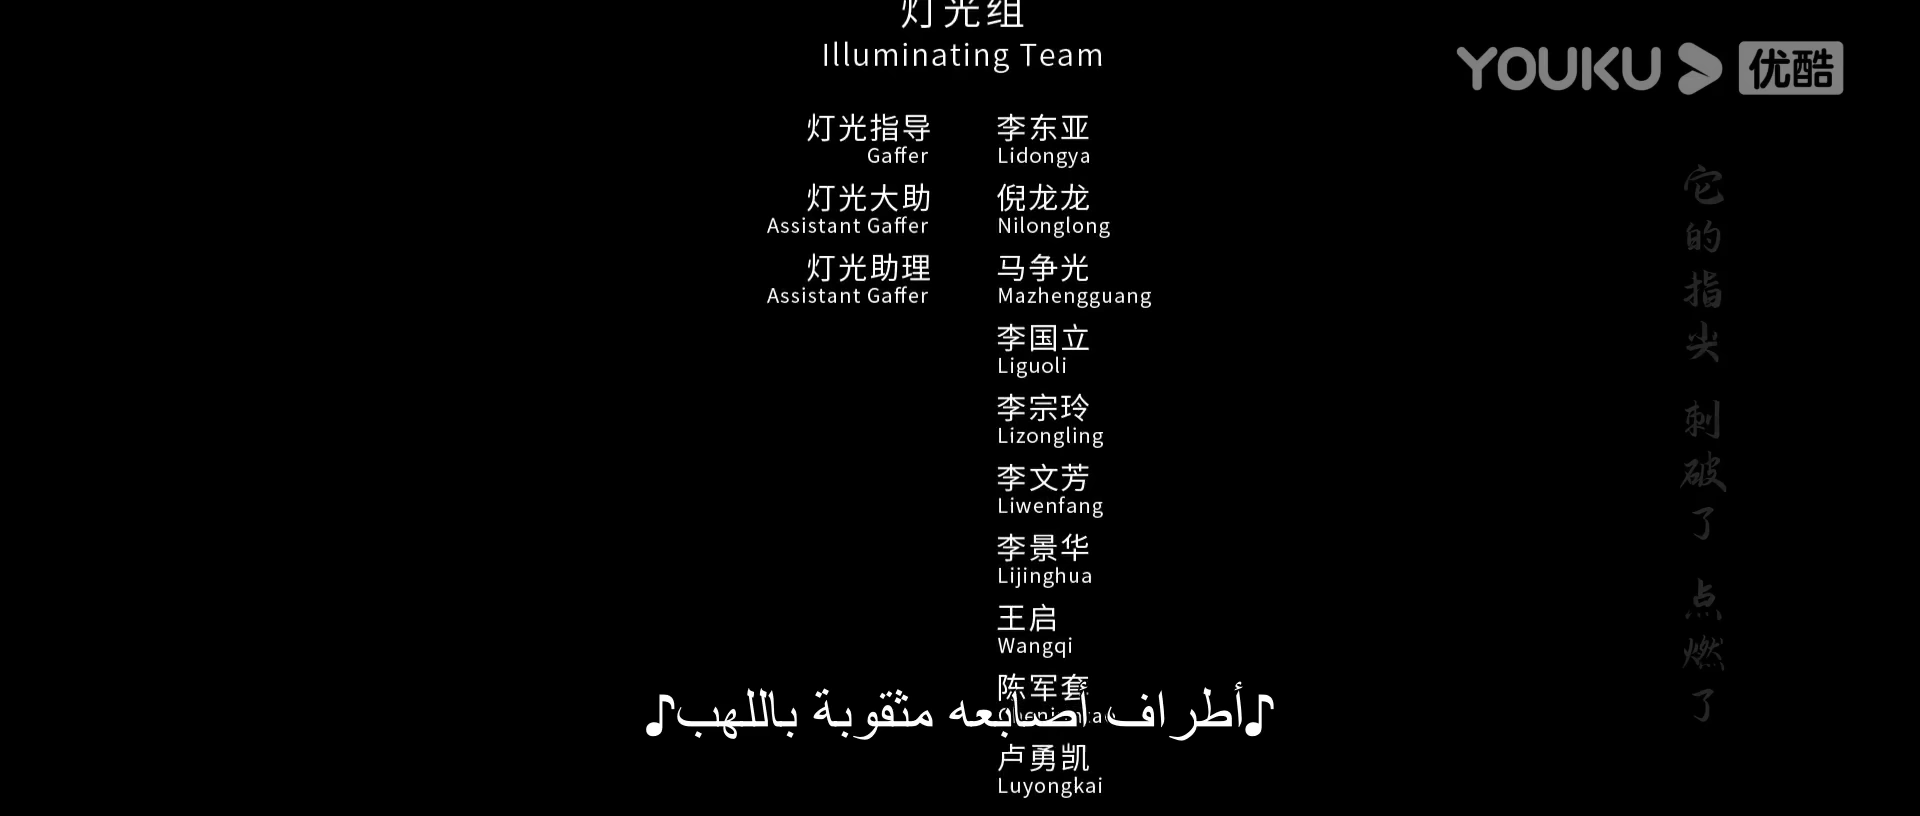 灯光组
Illuminating Team
YOUKU 优酷
灯光指导 李东亚
Gaffer Lidongya
灯光大助 倪龙龙
Assistant Gaffer Nilonglong
灯光助理 马争光
Assistant Gaffer Mazhengguang
李国立
Liguoli
李宗玲
Lizongling
李文芳
Liwenfang
李景华
Lijinghua
王启
Wangqi
陈军套
♪أطراف أصابعه مثقوبة باللهب♪
卢勇凯
Luyongkai
它的指尖 刺破了 点燃了